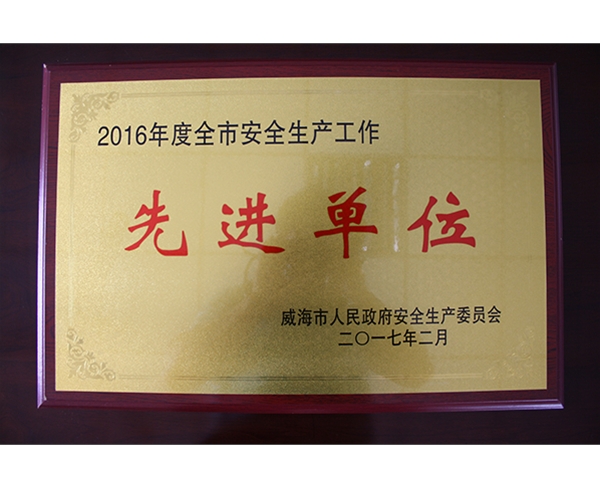 2016年度全市安全生产工作
先进单位
威海市人民政府安全生产委员会
二〇一七年二月